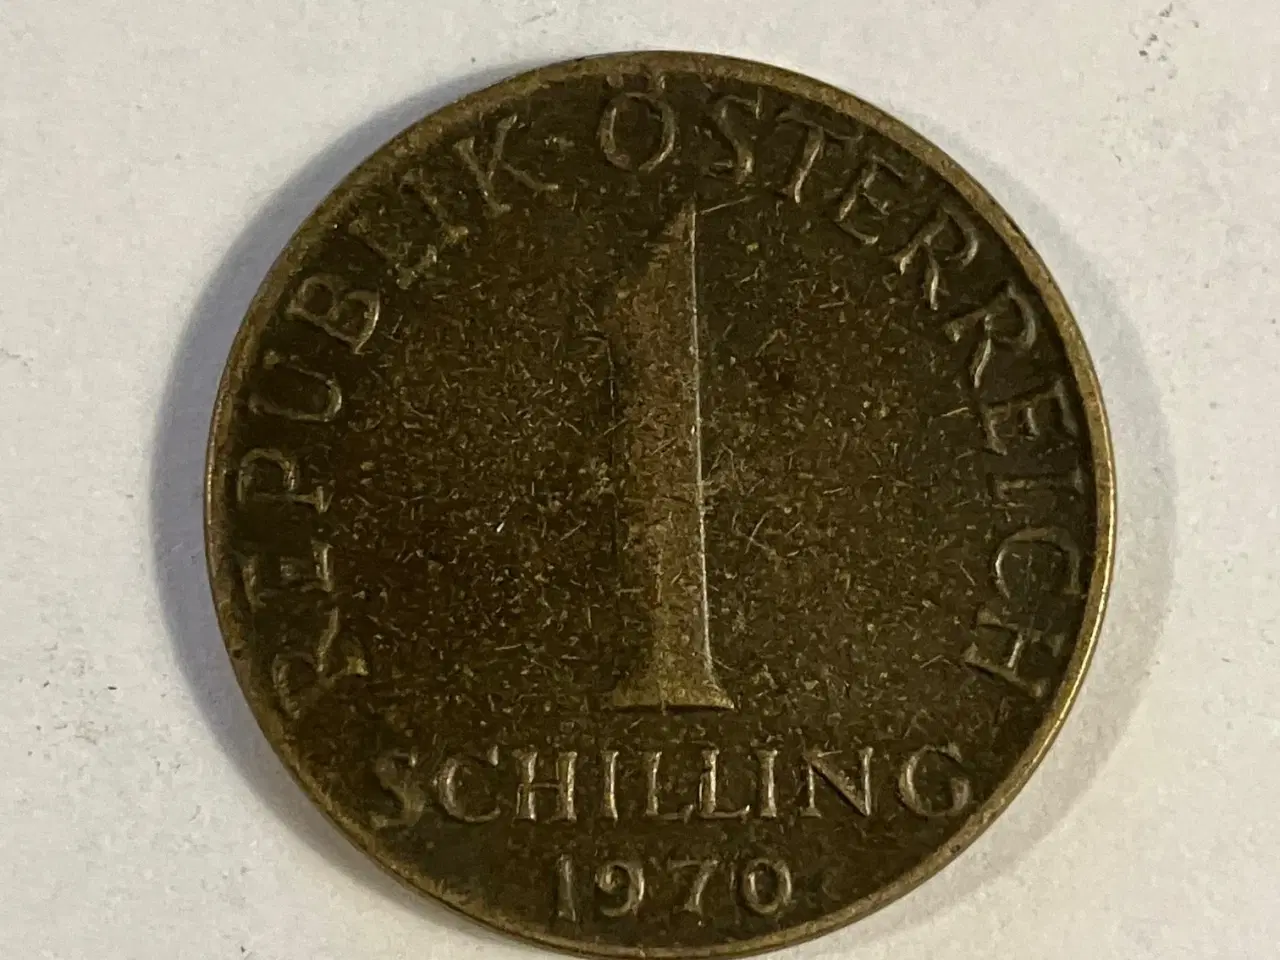 REPUBLIK·ÖSTERREICH
1
SCHILLING
1970